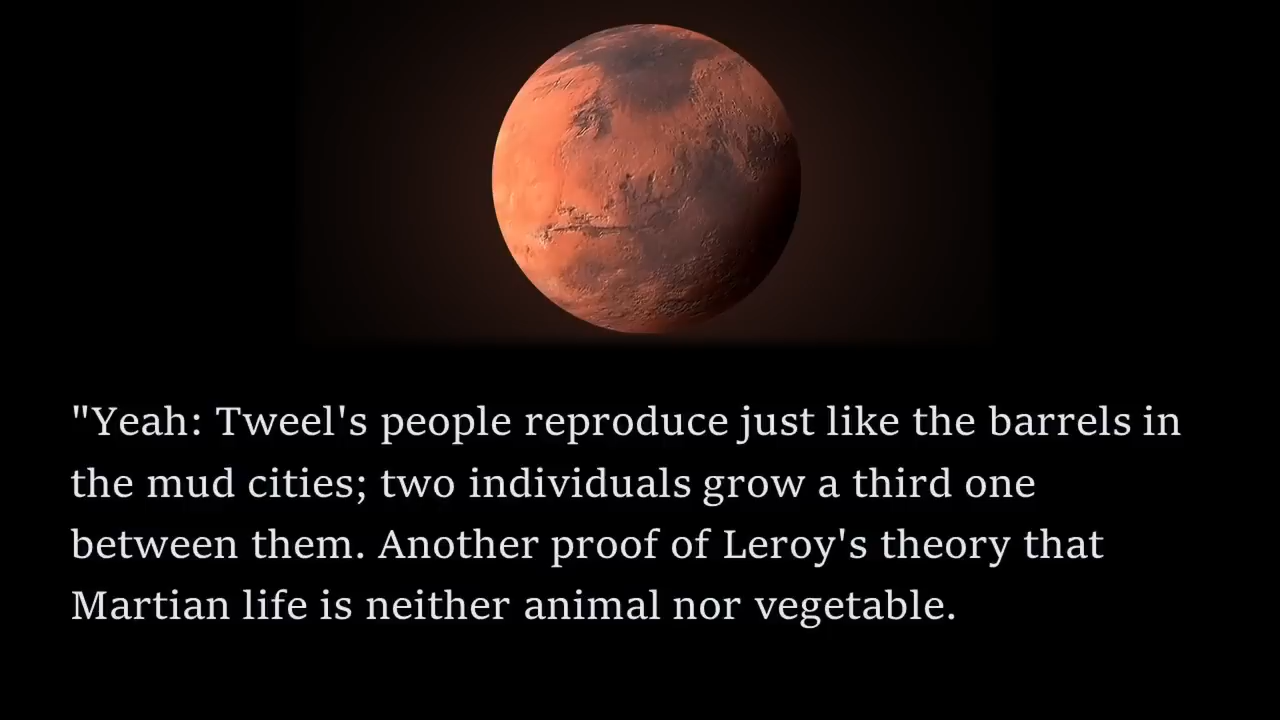 "Yeah: Tweel's people reproduce just like the barrels in
the mud cities; two individuals grow a third one
between them. Another proof of Leroy's theory that
Martian life is neither animal nor vegetable.